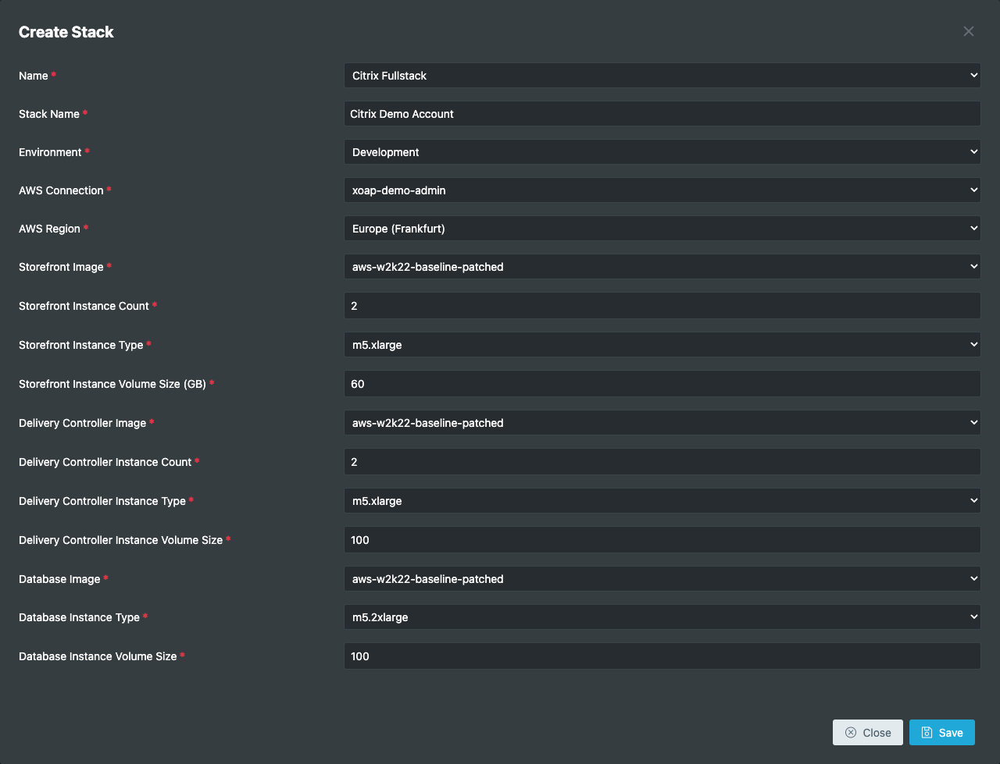 Create Stack
Name * Citrix Fullstack
Stack Name * Citrix Demo Account
Environment * Development
AWS Connection * xoap-demo-admin
AWS Region * Europe (Frankfurt)
Storefront Image * aws-w2k22-baseline-patched
Storefront Instance Count * 2
Storefront Instance Type * m5.xlarge
Storefront Instance Volume Size (GB) * 60
Delivery Controller Image * aws-w2k22-baseline-patched
Delivery Controller Instance Count * 2
Delivery Controller Instance Type * m5.xlarge
Delivery Controller Instance Volume Size * 100
Database Image * aws-w2k22-baseline-patched
Database Instance Type * m5.2xlarge
Database Instance Volume Size * 100
Close Save